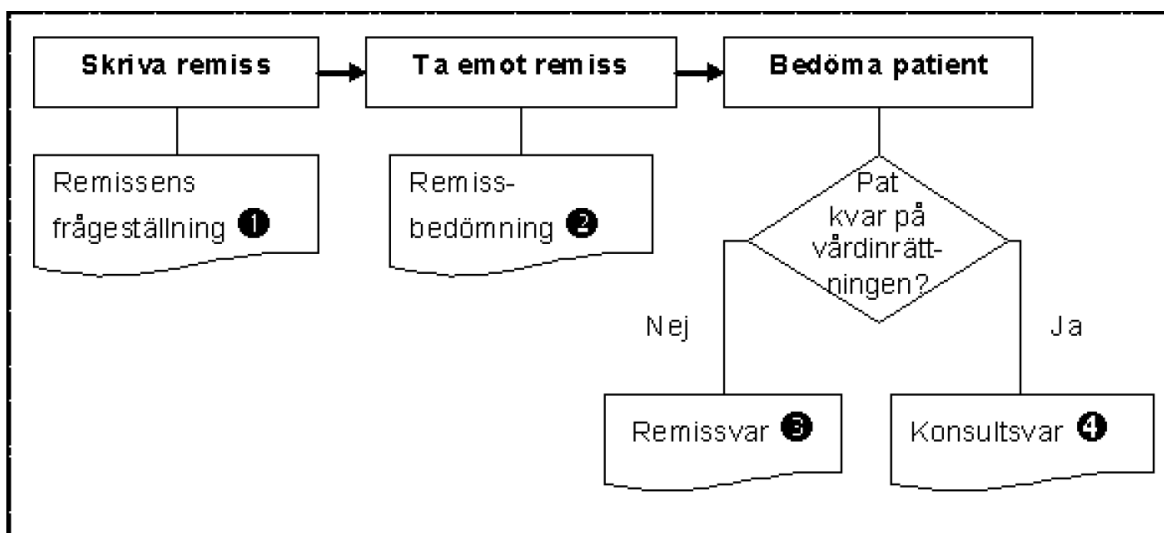 Skriva remiss
Ta emot remiss
Bedöma patient
Remissens
frågeställning ❶
Remiss-
bedömning ❷
Pat
kvar på
vårdinrätt-
ningen?
Nej
Ja
Remissvar ❸
Konsultsvar ❹